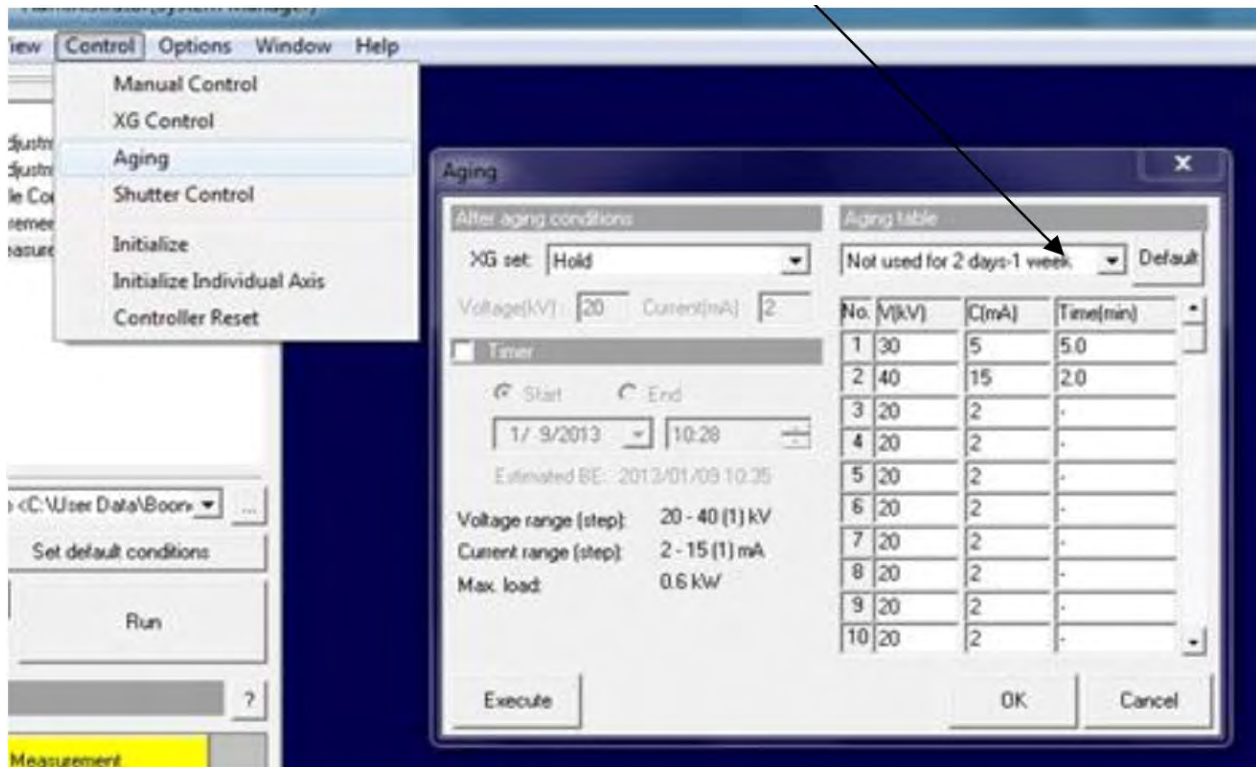 iew Control Options Window Help
Manual Control
XG Control
Aging
Shutter Control
Initialize
Initialize Individual Axis
Controller Reset
<C:\User Data\Boon
...
Set default conditions
Run
?
Measurement
Aging
After aging conditions
XG set: Hold
Voltage(kV): 20 Current(mA) 2
Timer
Start End
1/ 9/2013 10:28
Estimated BE: 2013/01/09 10:35
Voltage range (step): 20 - 40 (1) kV
Current range (step): 2 - 15 (1) mA
Max. load: 0.6 kW
Execute
Aging table
Not used for 2 days-1 week Default
No. V(kV) C(mA) Time(min)
1 30 5 5.0
2 40 15 2.0
3 20 2 -
4 20 2 -
5 20 2 -
6 20 2 -
7 20 2 -
8 20 2 -
9 20 2 -
10 20 2 -
OK Cancel